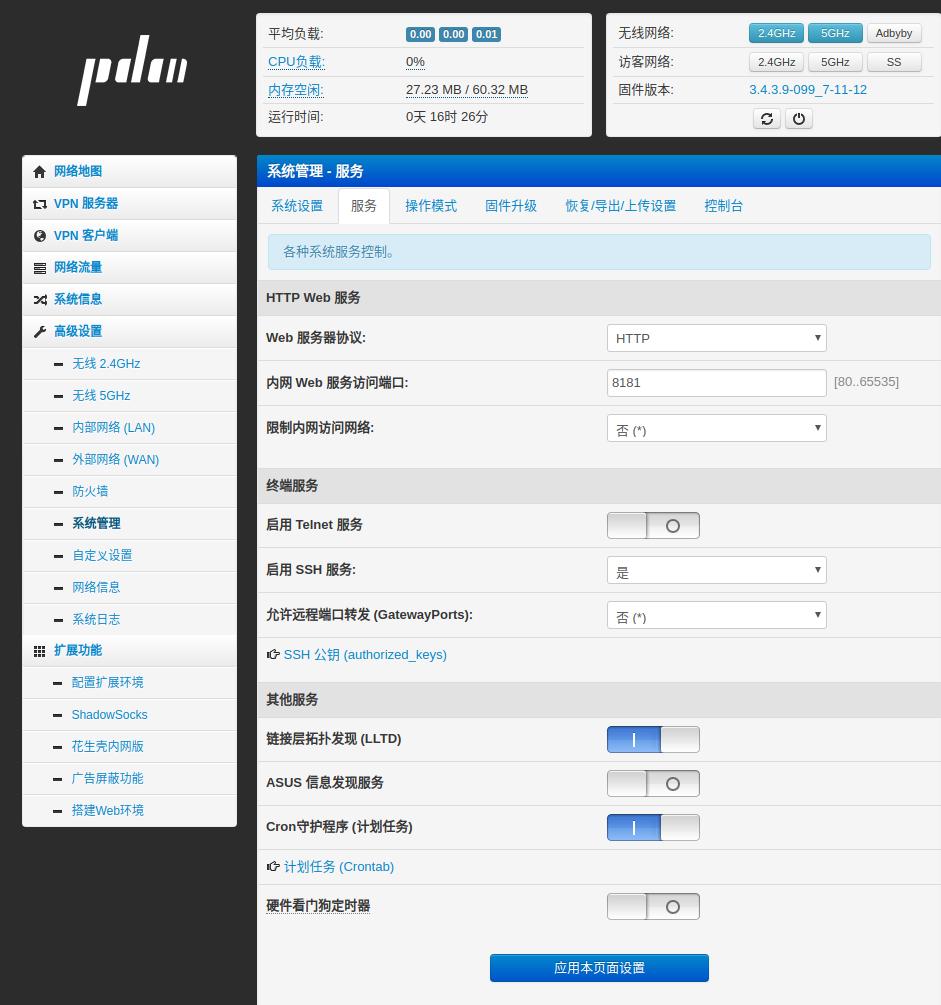 pdcn
平均负载: 0.00 0.00 0.01
CPU负载: 0%
内存空闲: 27.23 MB / 60.32 MB
运行时间: 0天 16时 26分
无线网络: 2.4GHz 5GHz Adbyby
访客网络: 2.4GHz 5GHz SS
固件版本: 3.4.3.9-099_7-11-12
网络地图
VPN 服务器
VPN 客户端
网络流量
系统信息
高级设置
无线 2.4GHz
无线 5GHz
内部网络 (LAN)
外部网络 (WAN)
防火墙
系统管理
自定义设置
网络信息
系统日志
扩展功能
配置扩展环境
ShadowSocks
花生壳内网版
广告屏蔽功能
搭建Web环境
系统管理 - 服务
系统设置 服务 操作模式 固件升级 恢复/导出/上传设置 控制台
各种系统服务控制。
HTTP Web 服务
Web 服务器协议: HTTP
内网 Web 服务访问端口: 8181 [80..65535]
限制内网访问网络: 否 (*)
终端服务
启用 Telnet 服务
启用 SSH 服务: 是
允许远程端口转发 (GatewayPorts): 否 (*)
SSH 公钥 (authorized_keys)
其他服务
链接层拓扑发现 (LLTD)
ASUS 信息发现服务
Cron守护程序 (计划任务)
计划任务 (Crontab)
硬件看门狗定时器
应用本页面设置